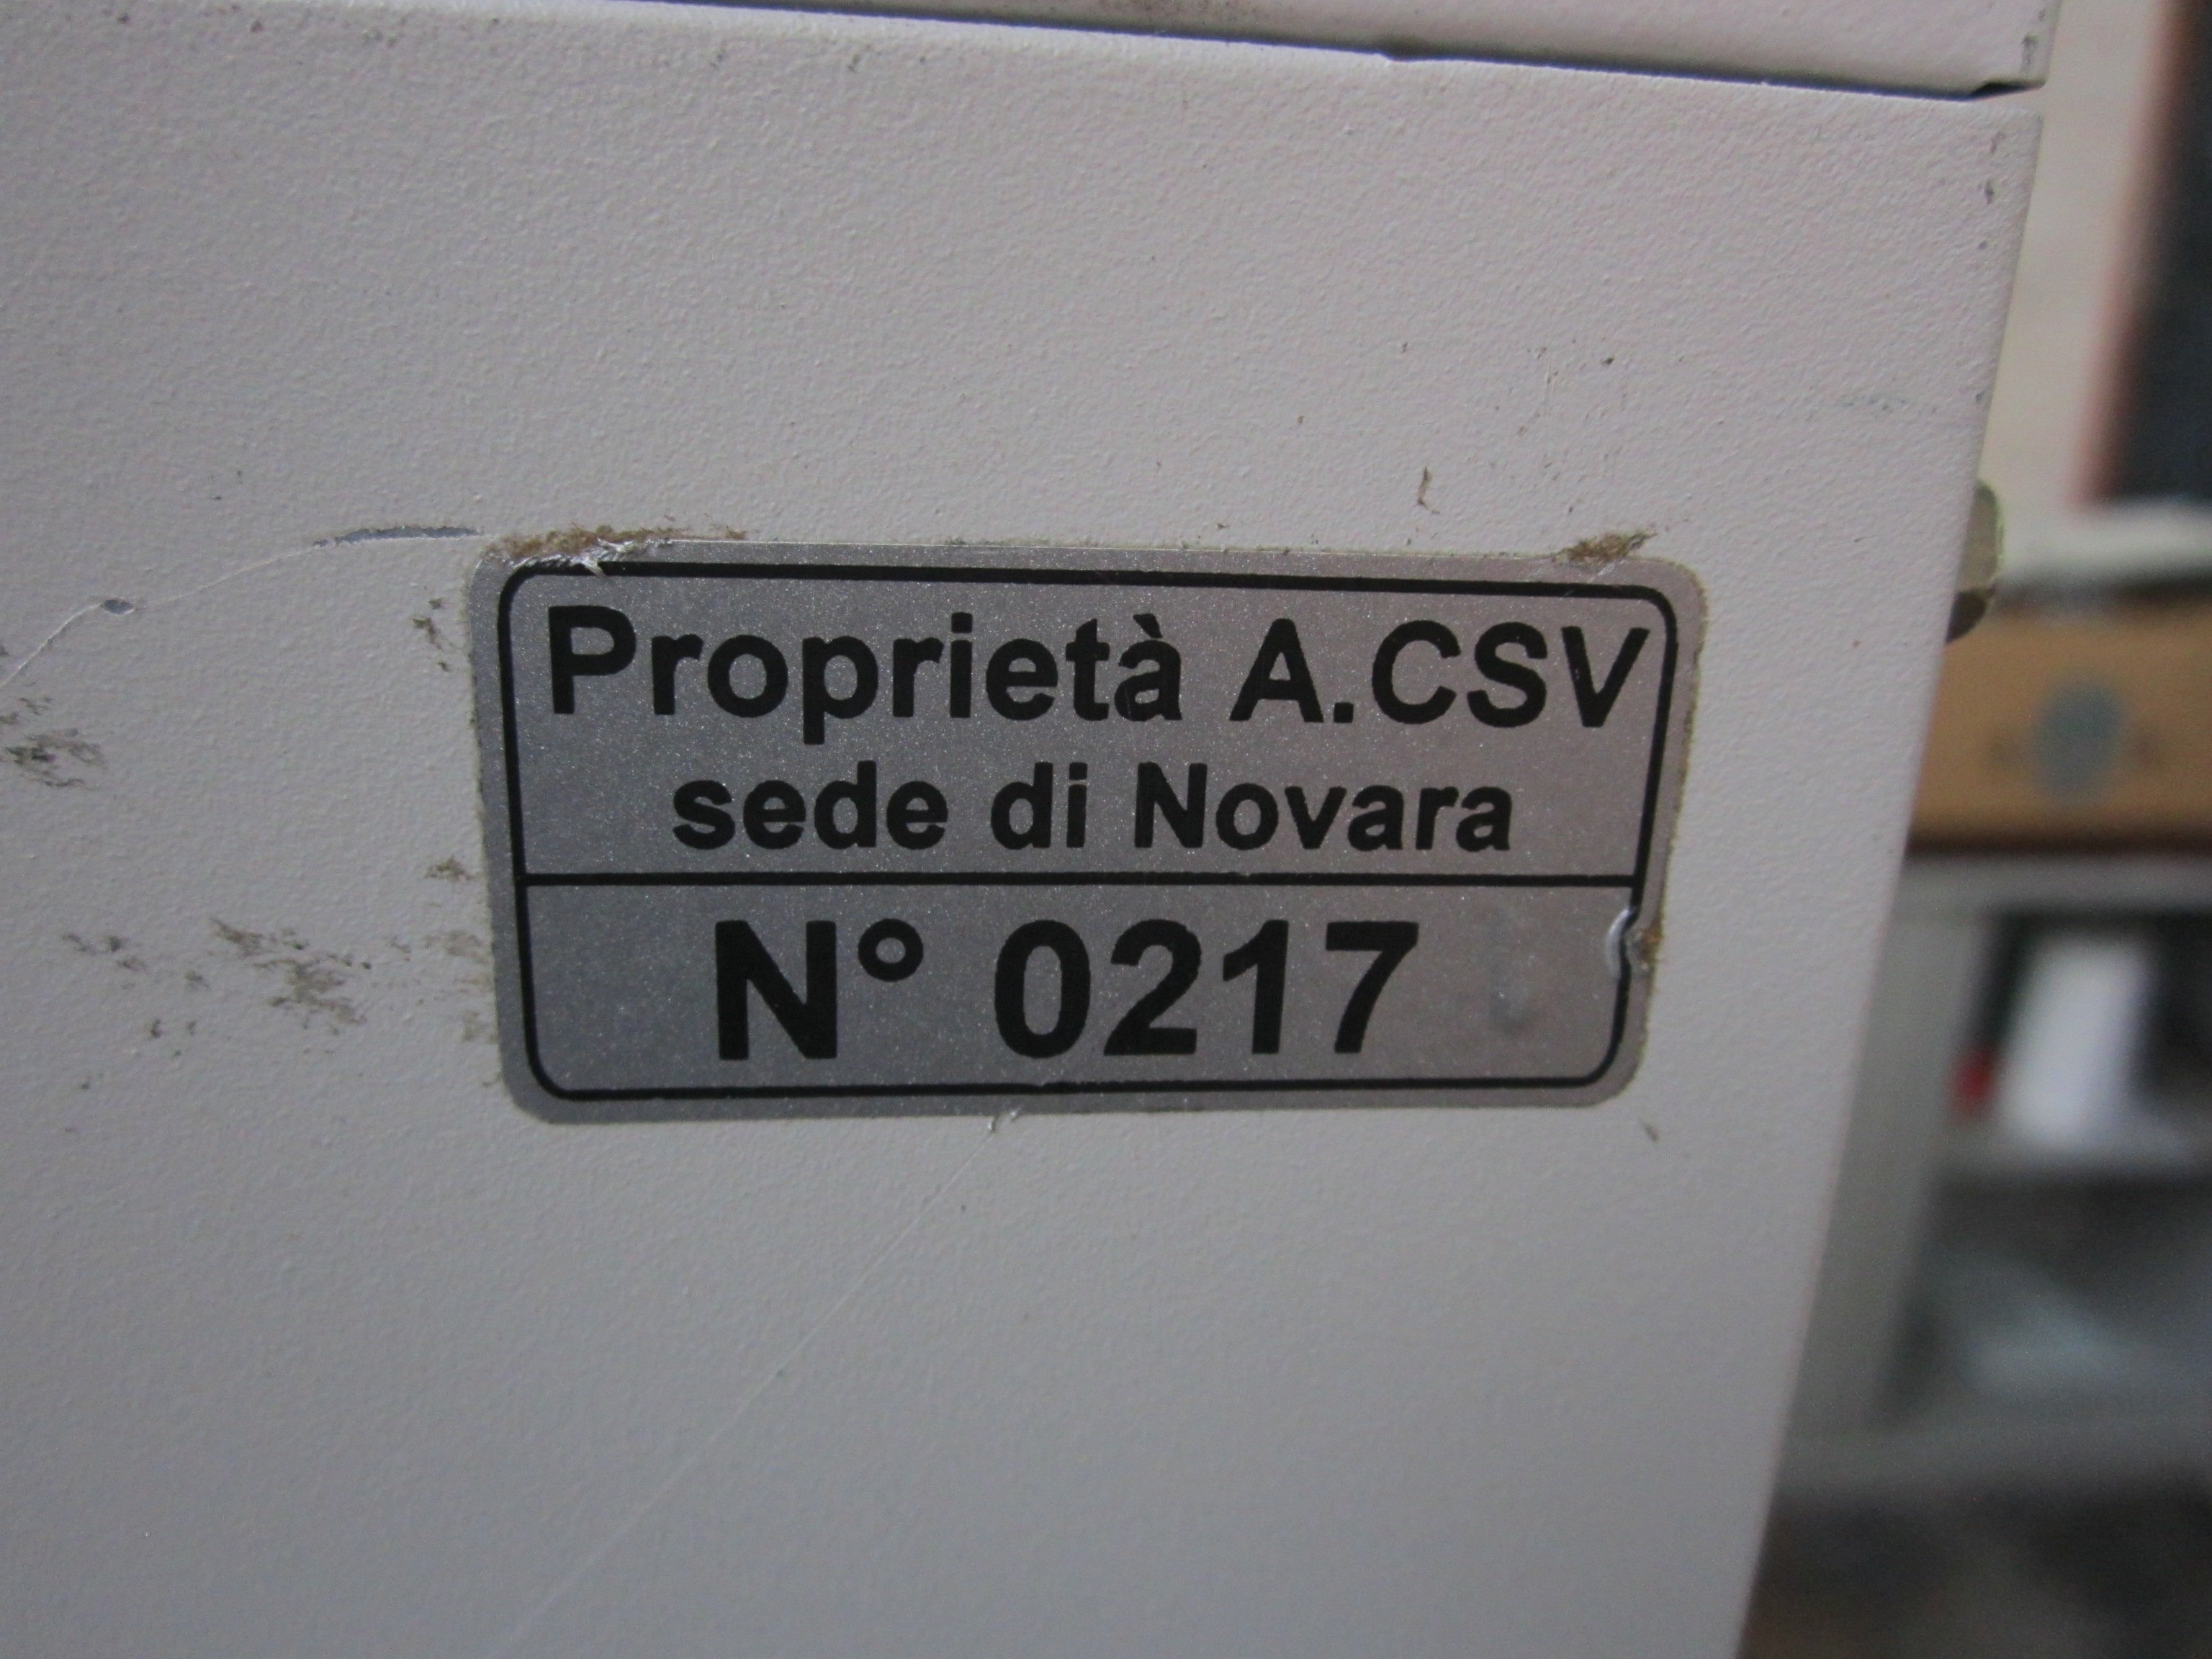 Proprietà A.CSV
sede di Novara
N° 0217